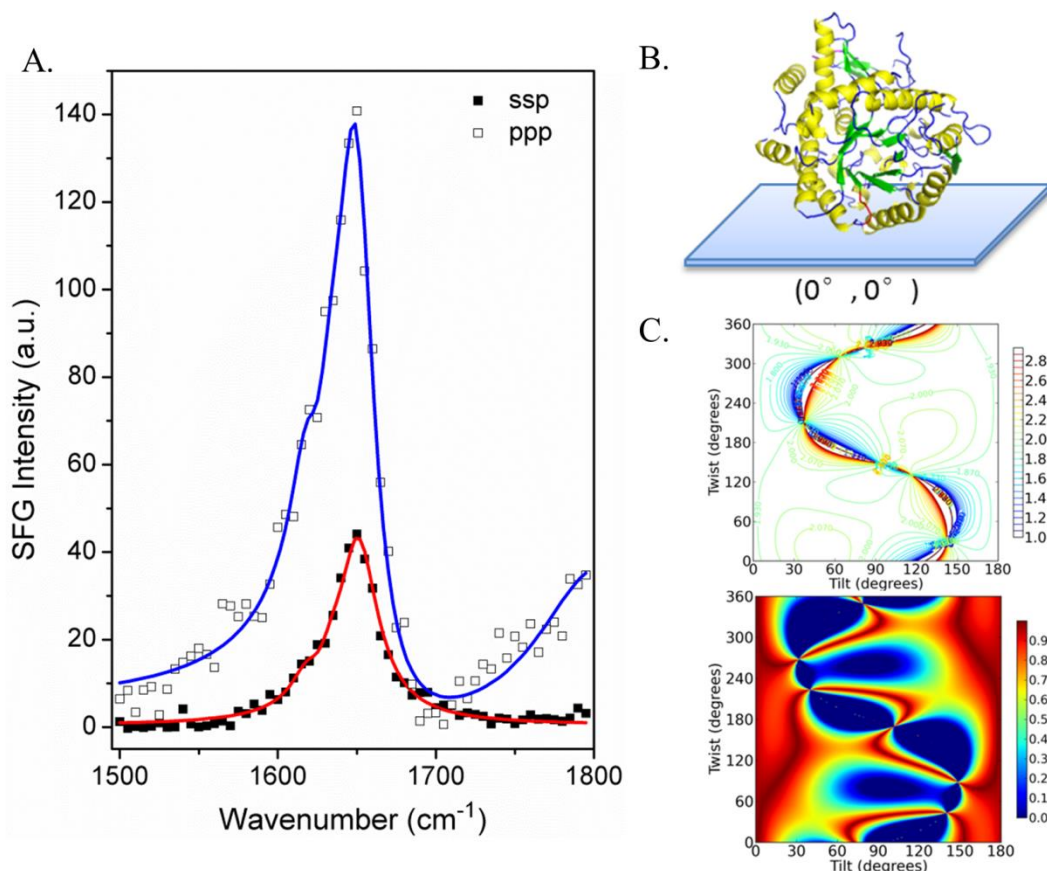 A.
SFG Intensity (a.u.)
140
120
100
80
60
40
20
0
ssp
ppp
1500 1600 1700 1800
Wavenumber (cm-1)
B.
(0° , 0° )
C.
Twist (degrees)
360
300
240
180
120
60
0
0 30 60 90 120 150 180
Tilt (degrees)
2.8
2.6
2.4
2.2
2.0
1.8
1.6
1.4
1.2
1.0
Twist (degrees)
360
300
240
180
120
60
0
0 30 60 90 120 150 180
Tilt (degrees)
0.9
0.8
0.7
0.6
0.5
0.4
0.3
0.2
0.1
0.0